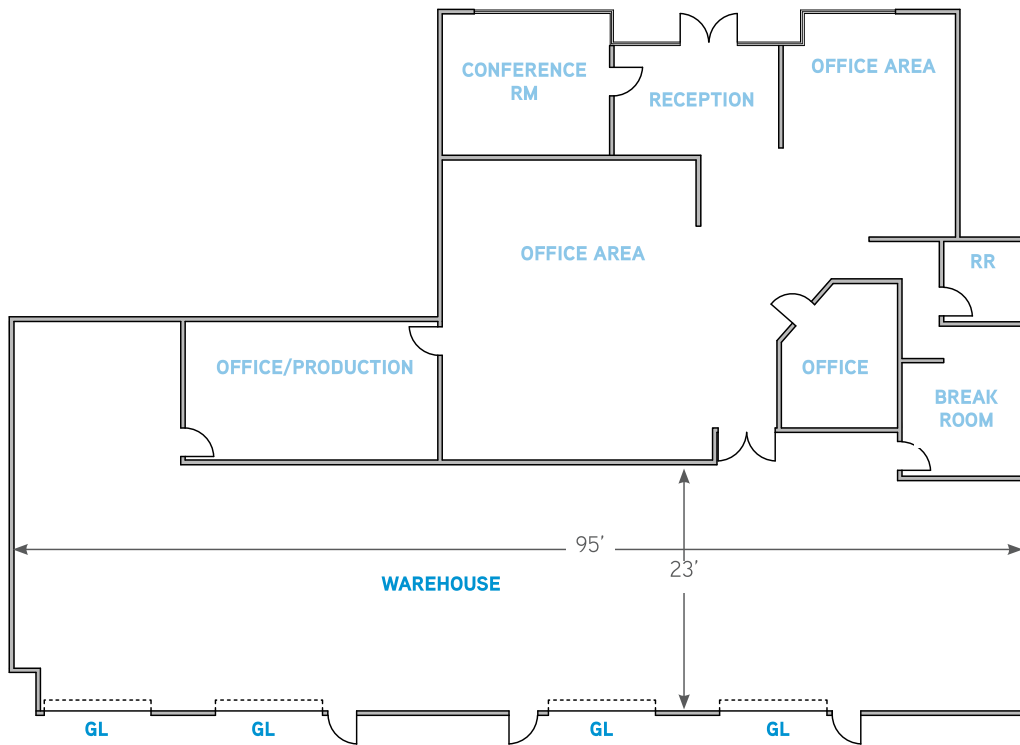 CONFERENCE
RM
RECEPTION
OFFICE AREA
OFFICE AREA
RR
OFFICE/PRODUCTION
OFFICE
BREAK
ROOM
95’
23’
WAREHOUSE
GL
GL
GL
GL